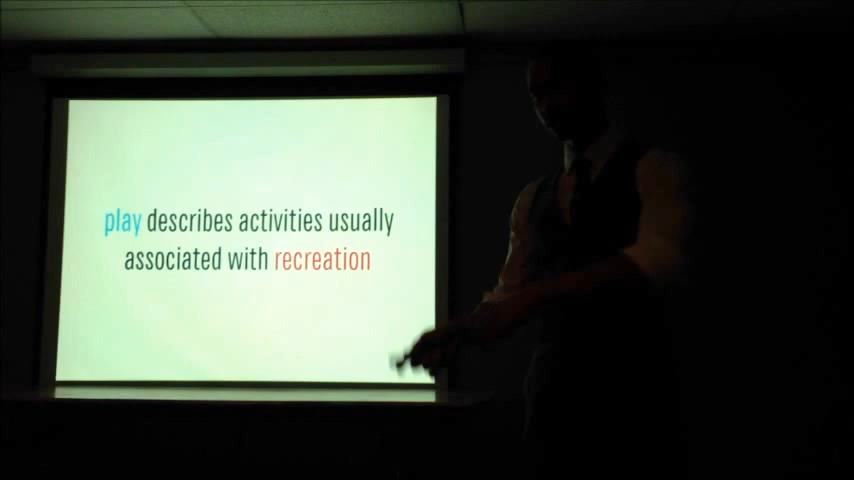 play describes activities usually
associated with recreation